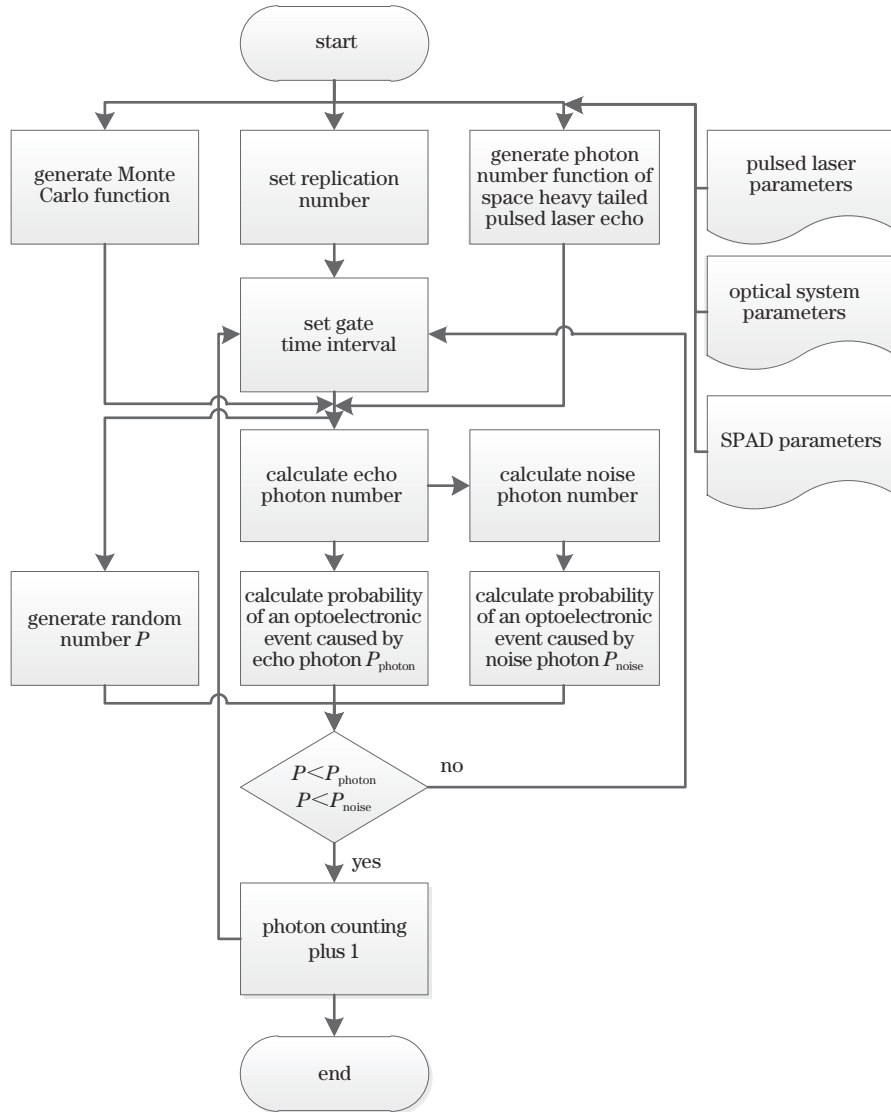 start
generate Monte
Carlo function
set replication
number
generate photon
number function of
space heavy tailed
pulsed laser echo
pulsed laser
parameters
set gate
time interval
optical system
parameters
SPAD parameters
calculate echo
photon number
calculate noise
photon number
generate random
number P
calculate probability
of an optoelectronic
event caused by
echo photon Pphoton
calculate probability
of an optoelectronic
event caused by
noise photon Pnoise
P<Pphoton
P<Pnoise
no
yes
photon counting
plus 1
end